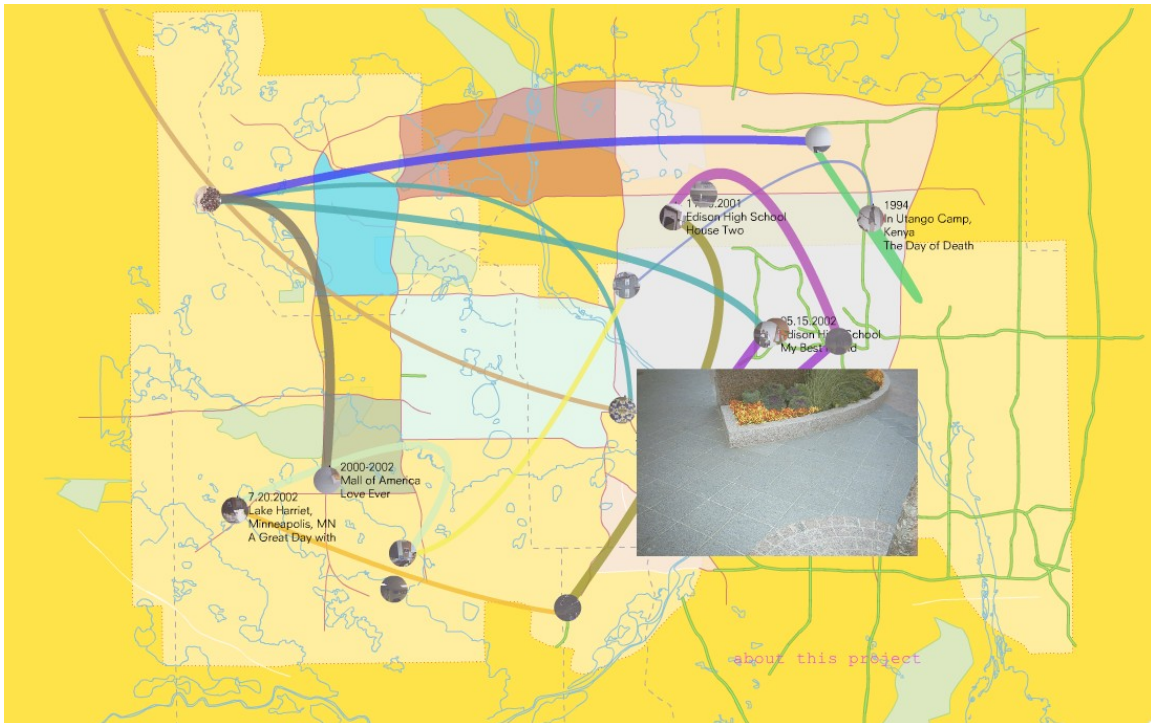 2001
Edison High School
House Two
1994
In Utango Camp,
Kenya
The Day of Death
05.15.2002
Edison High School
My Best
2000-2002
Mall of America
Love Ever
7.20.2002
Lake Harriet,
Minneapolis, MN
A Great Day with
about this project